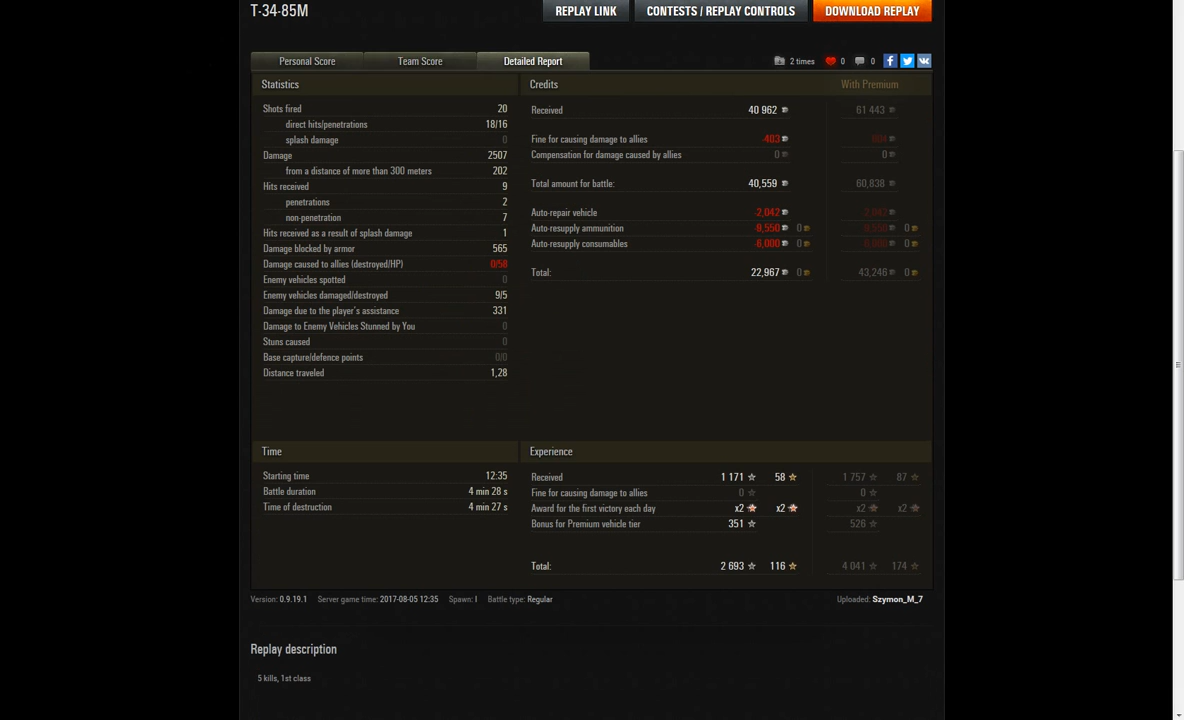 T-34-85M
REPLAY LINK CONTESTS / REPLAY CONTROLS DOWNLOAD REPLAY
Personal Score Team Score Detailed Report 2 times 0 0
Statistics Credits With Premium
Shots fired 20 Received 40 962 61 443
direct hits/penetrations 18/16
splash damage 0 Fine for causing damage to allies -403
Damage 2507 Compensation for damage caused by allies 0 0
from a distance of more than 300 meters 202
Hits received 9 Total amount for battle: 40,559 60,838
penetrations 2
non-penetration 7 Auto-repair vehicle -2,042 -2,042
Hits received as a result of splash damage 1 Auto-resupply ammunition -9,550 0 -9,550 0
Damage blocked by armor 565 Auto-resupply consumables -6,000 0 -6,000 0
Damage caused to allies (destroyed/HP) 0/58
Enemy vehicles spotted 0 Total: 22,967 0 43,246 0
Enemy vehicles damaged/destroyed 9/5
Damage due to the player's assistance 331
Damage to Enemy Vehicles Stunned by You 0
Stuns caused 0
Base capture/defence points 0/0
Distance traveled 1,28
Time Experience
Starting time 12:35 Received 1 171 58 1 757 87
Battle duration 4 min 28 s Fine for causing damage to allies 0 0
Time of destruction 4 min 27 s Award for the first victory each day x2 x2 x2 x2
Bonus for Premium vehicle tier 351 526
Total: 2 693 116 4 041 174
Version: 0.9.19.1 Server game time: 2017-08-05 12:35 Spawn: I Battle type: Regular Uploaded: Szymon_M_7
Replay description
5 kills, 1st class